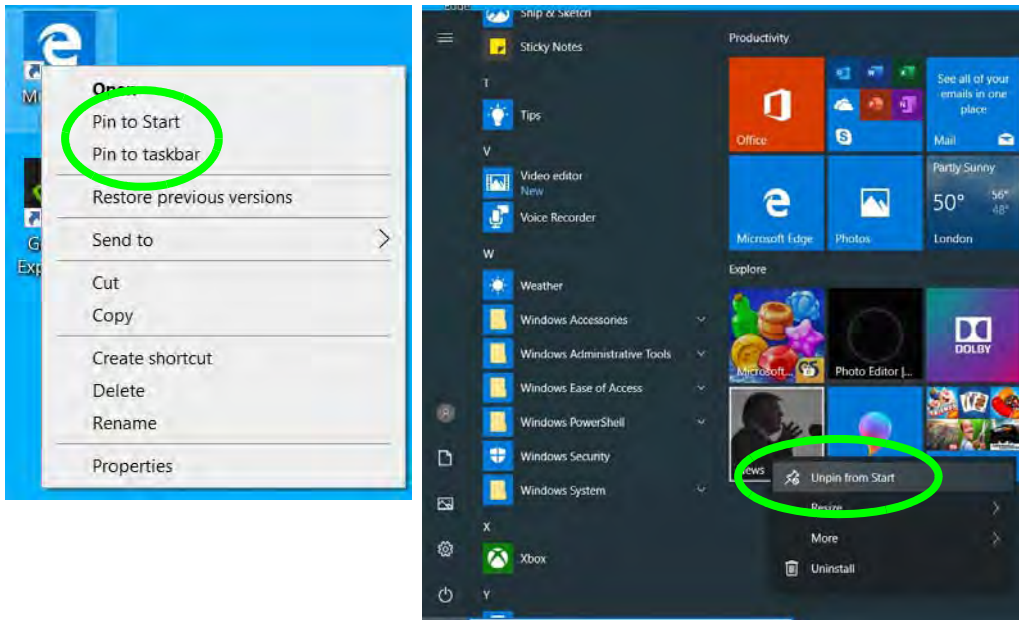 Open
Pin to Start
Pin to taskbar
Restore previous versions
Send to
Cut
Copy
Create shortcut
Delete
Rename
Properties
Snip & Sketch
Sticky Notes
T
Tips
V
Video editor
New
Voice Recorder
W
Weather
Windows Accessories
Windows Administrative Tools
Windows Ease of Access
Windows PowerShell
Windows Security
Windows System
X
Xbox
Y
Productivity
Office
See all of your
emails in one
place
Mail
Microsoft Edge
Photos
Partly Sunny
50°
56°
48°
London
Explore
Microsoft...
Photo Editor |...
DOLBY
News
Unpin from Start
Resize
More
Uninstall